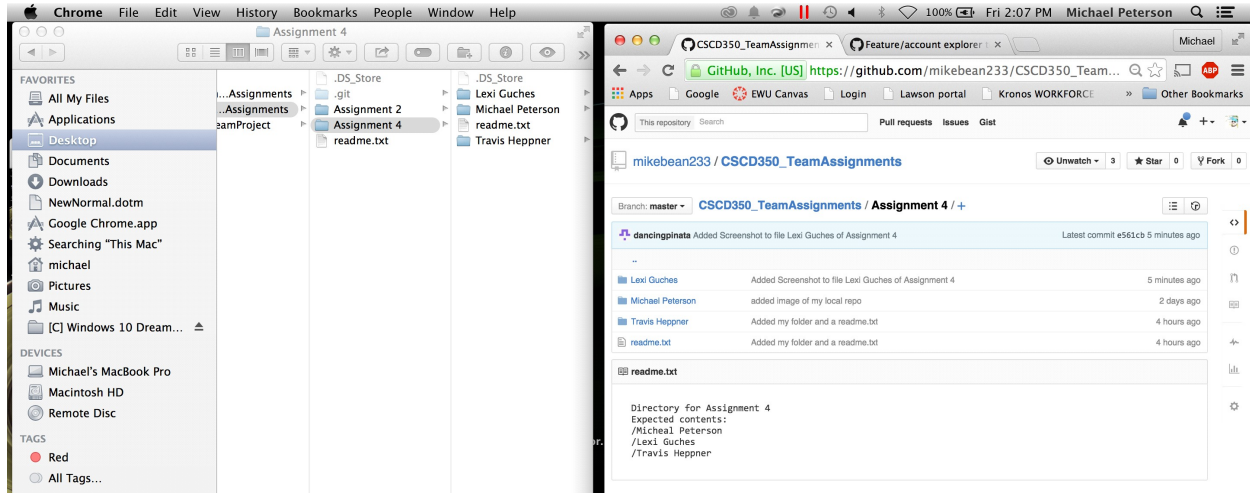 Chrome File Edit View History Bookmarks People Window Help 100% Fri 2:07 PM Michael Peterson
Assignment 4
FAVORITES
All My Files
Applications
Desktop
Documents
Downloads
NewNormal.dotm
Google Chrome.app
Searching “This Mac”
michael
Pictures
Music
[C] Windows 10 Dream...
DEVICES
Michael’s MacBook Pro
Macintosh HD
Remote Disc
TAGS
Red
All Tags...
...Assignments
..Assignments
eamProject
.DS_Store
.git
Assignment 2
Assignment 4
readme.txt
.DS_Store
Lexi Guches
Michael Peterson
readme.txt
Travis Heppner
or.
CSCD350_TeamAssignmen × Feature/account explorer × Michael
GitHub, Inc. [US] https://github.com/mikebean233/CSCD350_Team... ABP
Apps Google EWU Canvas Login Lawson portal Kronos WORKFORCE » Other Bookmarks
This repository Search Pull requests Issues Gist
mikebean233 / CSCD350_TeamAssignments Unwatch 3 Star 0 Fork 0
Branch: master CSCD350_TeamAssignments / Assignment 4 / +
dancingpinata Added Screenshot to file Lexi Guches of Assignment 4 Latest commit e561cb 5 minutes ago
..
Lexi Guches Added Screenshot to file Lexi Guches of Assignment 4 5 minutes ago
Michael Peterson added image of my local repo 2 days ago
Travis Heppner Added my folder and a readme.txt 4 hours ago
readme.txt Added my folder and a readme.txt 4 hours ago
readme.txt
Directory for Assignment 4
Expected contents:
/Micheal Peterson
/Lexi Guches
/Travis Heppner